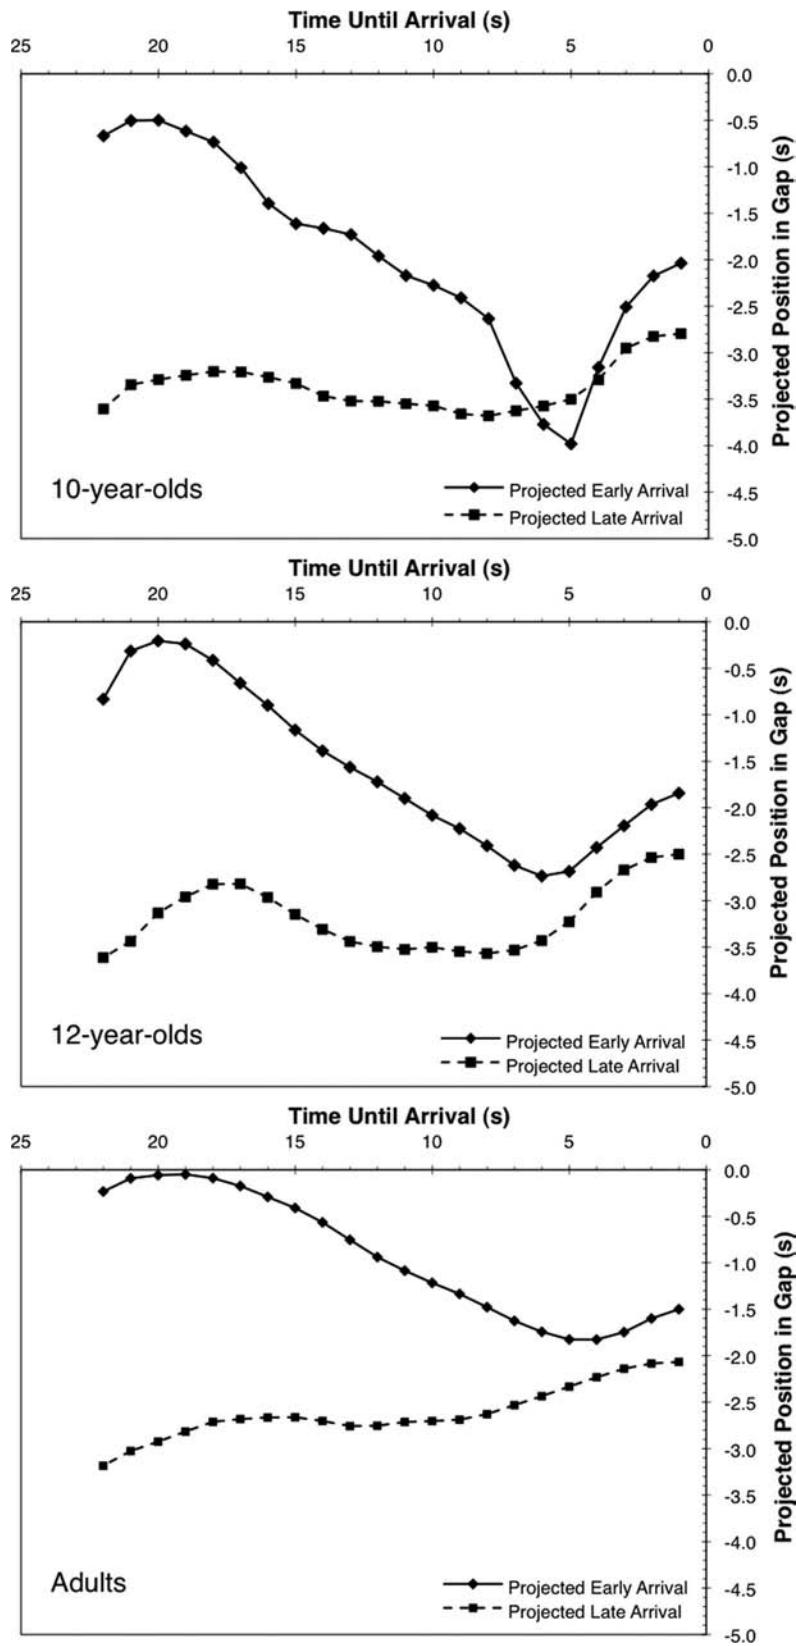 Time Until Arrival (s)
25 20 15 10 5 0
0.0
-0.5
-1.0
-1.5
-2.0
-2.5
-3.0
-3.5
-4.0
-4.5
-5.0
Projected Position in Gap (s)
10-year-olds
Projected Early Arrival
Projected Late Arrival
Time Until Arrival (s)
25 20 15 10 5 0
0.0
-0.5
-1.0
-1.5
-2.0
-2.5
-3.0
-3.5
-4.0
-4.5
-5.0
Projected Position in Gap (s)
12-year-olds
Projected Early Arrival
Projected Late Arrival
Time Until Arrival (s)
25 20 15 10 5 0
0.0
-0.5
-1.0
-1.5
-2.0
-2.5
-3.0
-3.5
-4.0
-4.5
-5.0
Projected Position in Gap (s)
Adults
Projected Early Arrival
Projected Late Arrival